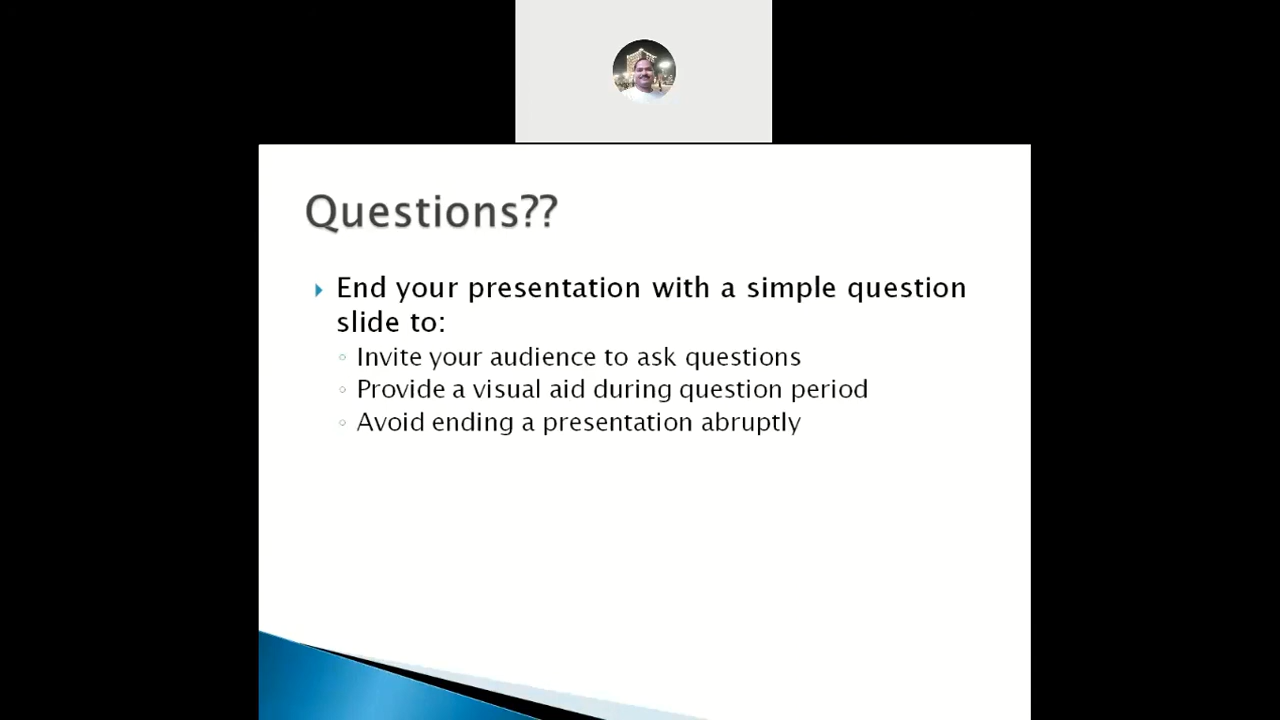 Questions??
End your presentation with a simple question
slide to:
Invite your audience to ask questions
Provide a visual aid during question period
Avoid ending a presentation abruptly